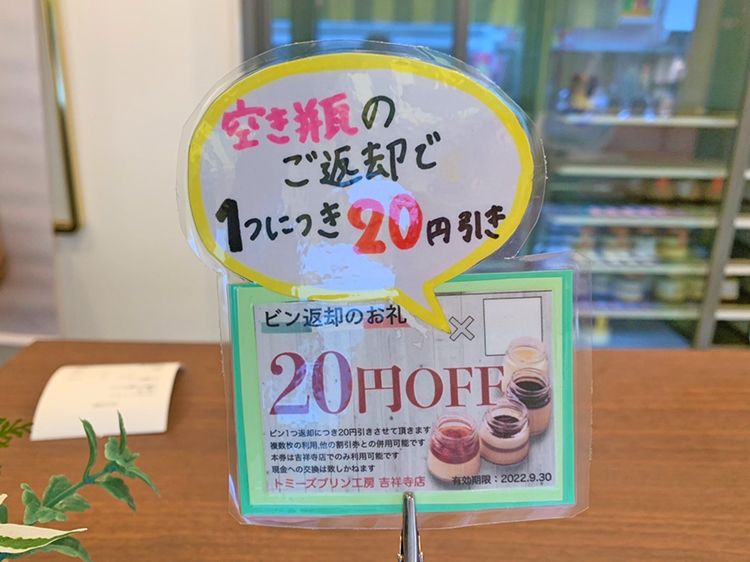 空き瓶の
ご返却で
1つにつき20円引き
ビン返却のお礼
×
20円OFF
ビン1つ返却につき20円引きさせて頂きます
複数枚の利用,他の割引券との併用可能です
本券は吉祥寺店でのみ利用可能です
現金への交換は致しかねます
トミーズプリン工房 吉祥寺店
有効期限：2022.9.30